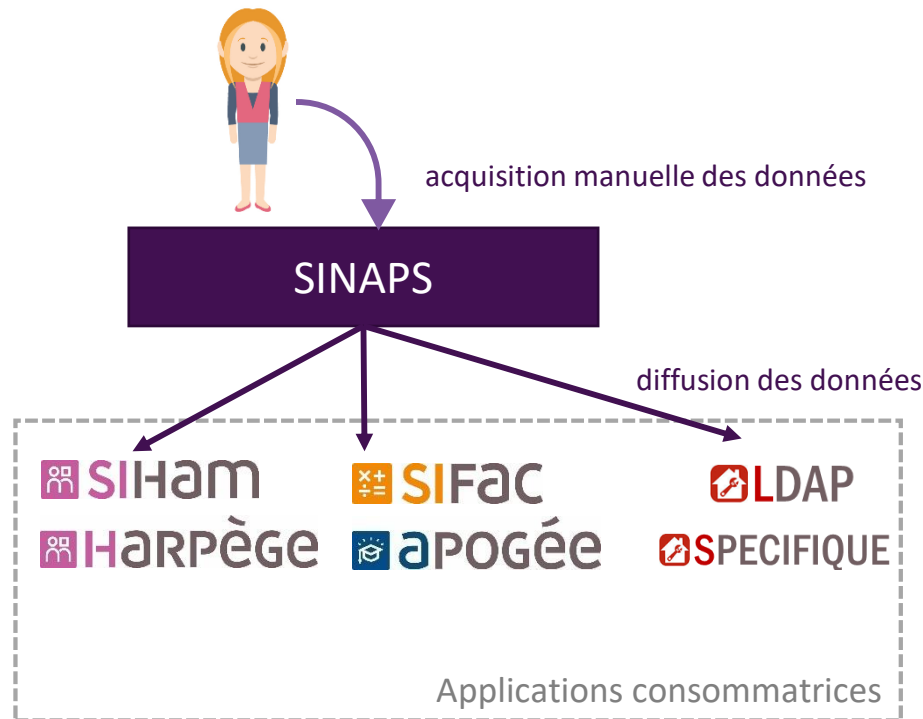 acquisition manuelle des données
SINAPS
diffusion des données
SIHam
SIFac
LDAP
HaRPèGe
aPOGée
SPECIFIQUE
Applications consommatrices